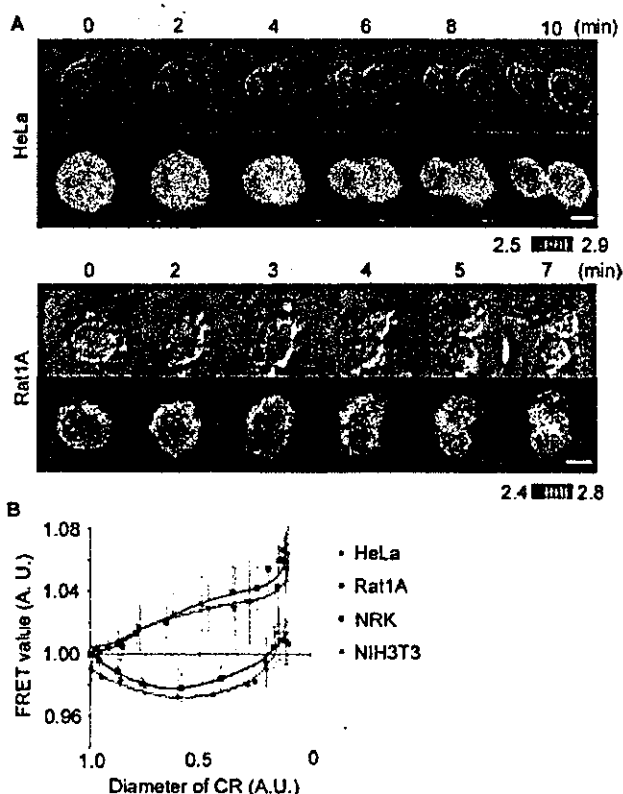 A
0 2 4 6 8 10 (min)
HeLa
2.5 2.9
0 2 3 4 5 7 (min)
Rat1A
2.4 2.8
B
1.08
1.04
1.00
0.96
FRET value (A. U.)
HeLa
Rat1A
NRK
NIH3T3
1.0 0.5 0
Diameter of CR (A.U.)